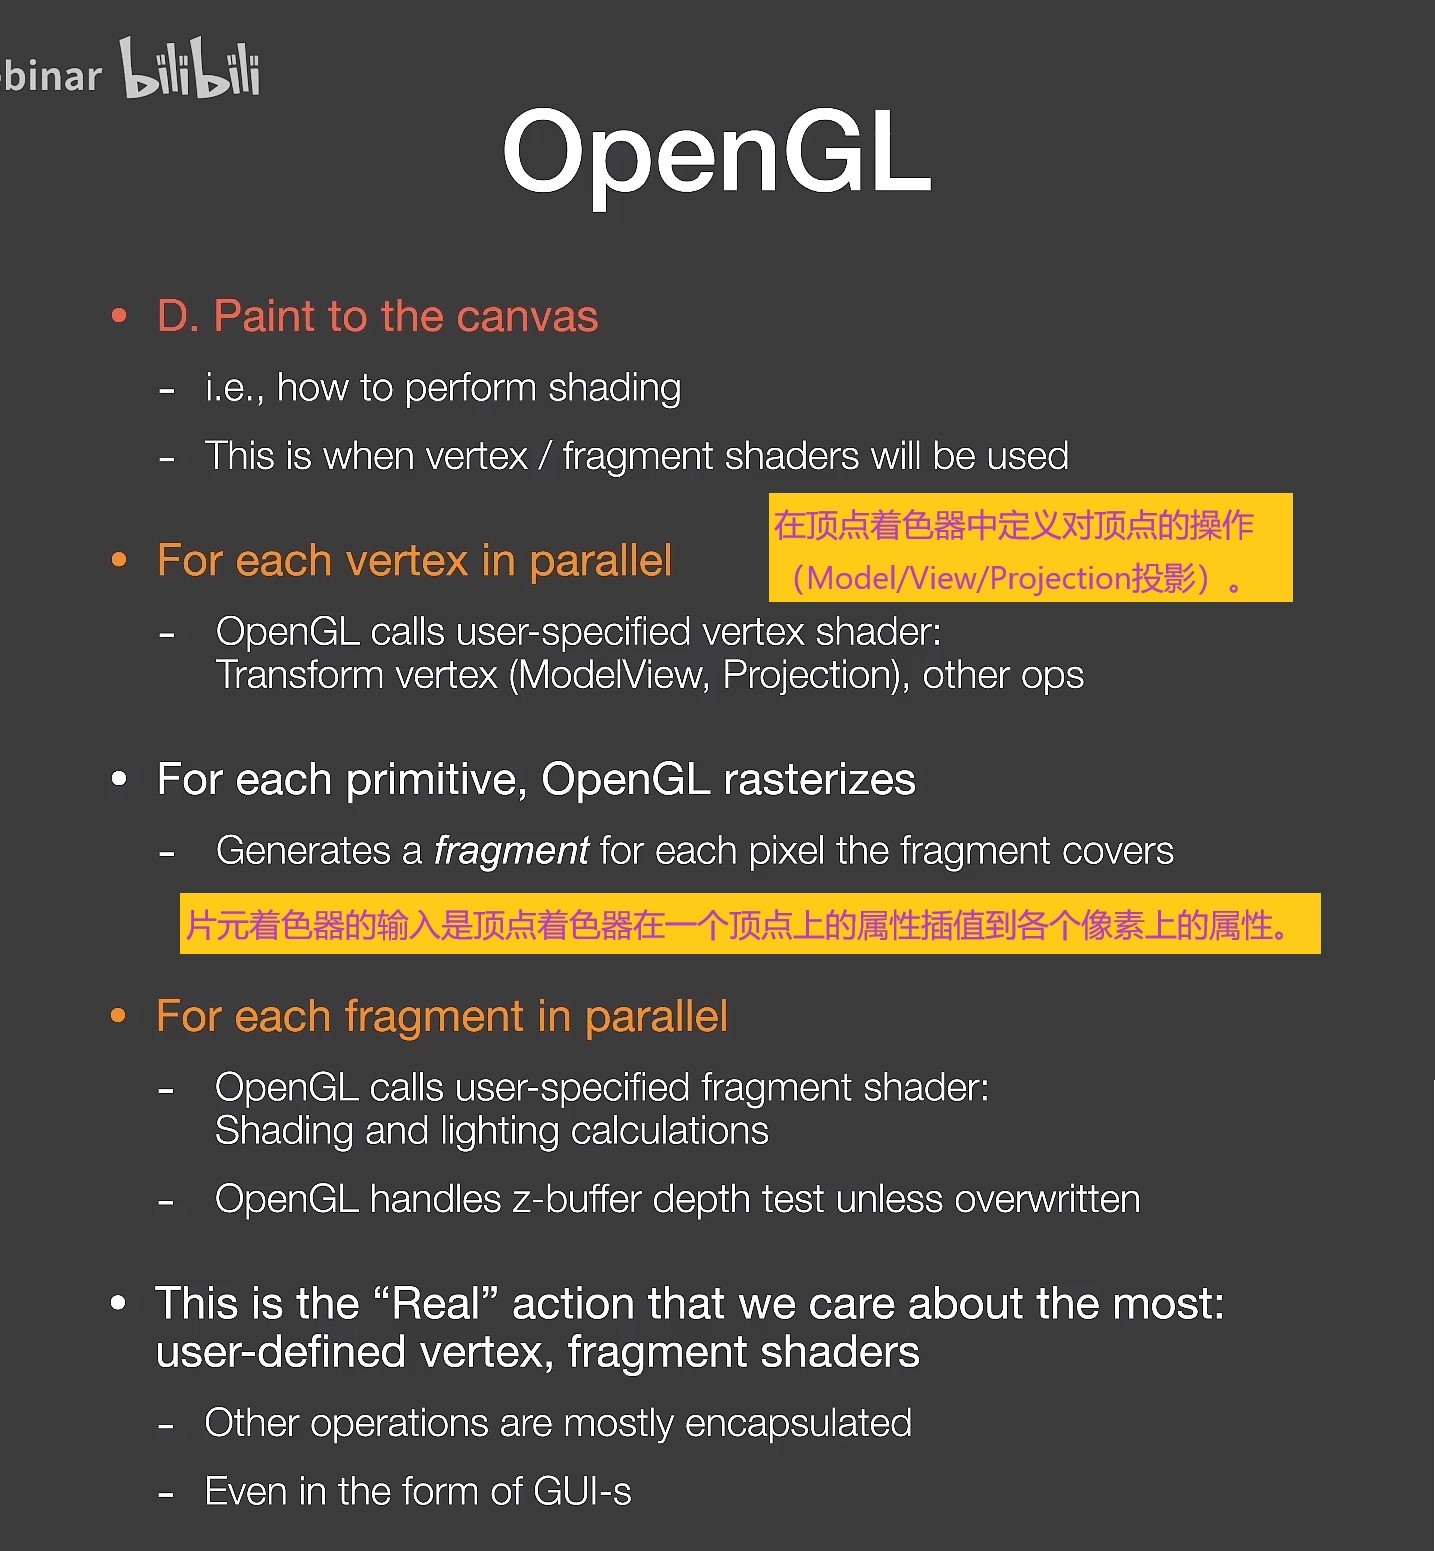 binar bilibili
OpenGL
• D. Paint to the canvas
- i.e., how to perform shading
- This is when vertex / fragment shaders will be used
在顶点着色器中定义对顶点的操作
（Model/View/Projection投影）。
• For each vertex in parallel
- OpenGL calls user-specified vertex shader:
Transform vertex (ModelView, Projection), other ops
• For each primitive, OpenGL rasterizes
- Generates a fragment for each pixel the fragment covers
片元着色器的输入是顶点着色器在一个顶点上的属性插值到各个像素上的属性。
• For each fragment in parallel
- OpenGL calls user-specified fragment shader:
Shading and lighting calculations
- OpenGL handles z-buffer depth test unless overwritten
• This is the “Real” action that we care about the most:
user-defined vertex, fragment shaders
- Other operations are mostly encapsulated
- Even in the form of GUI-s